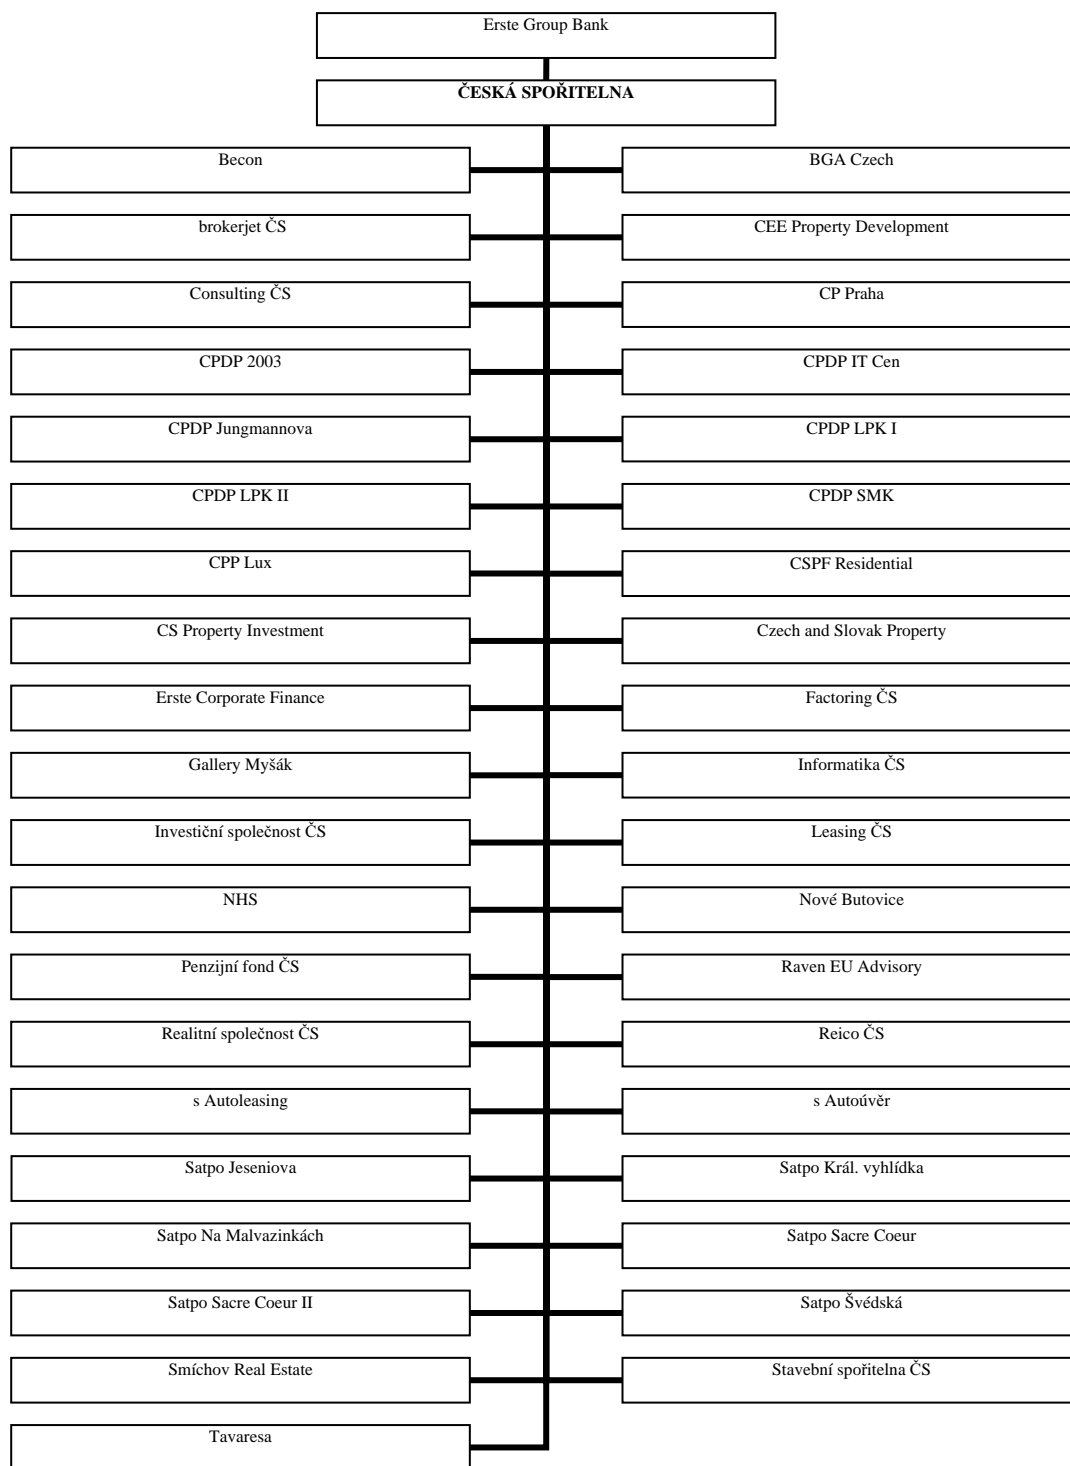 Erste Group Bank
ČESKÁ SPOŘITELNA
Becon
BGA Czech
brokerjet ČS
CEE Property Development
Consulting ČS
CP Praha
CPDP 2003
CPDP IT Cen
CPDP Jungmannova
CPDP LPK I
CPDP LPK II
CPDP SMK
CPP Lux
CSPF Residential
CS Property Investment
Czech and Slovak Property
Erste Corporate Finance
Factoring ČS
Gallery Myšák
Informatika ČS
Investiční společnost ČS
Leasing ČS
NHS
Nové Butovice
Penzijní fond ČS
Raven EU Advisory
Realitní společnost ČS
Reico ČS
s Autoleasing
s Autoúvěr
Satpo Jeseniova
Satpo Král. vyhlídka
Satpo Na Malvazinkách
Satpo Sacre Coeur
Satpo Sacre Coeur II
Satpo Švédská
Smíchov Real Estate
Stavební spořitelna ČS
Tavaresa